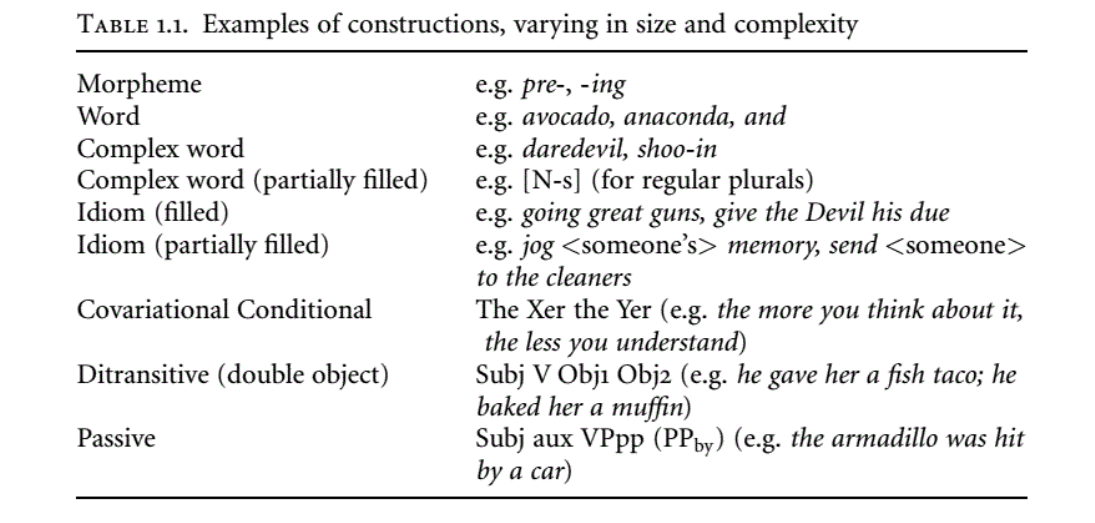 TABLE 1.1. Examples of constructions, varying in size and complexity
Morpheme e.g. pre-, -ing
Word e.g. avocado, anaconda, and
Complex word e.g. daredevil, shoo-in
Complex word (partially filled) e.g. [N-s] (for regular plurals)
Idiom (filled) e.g. going great guns, give the Devil his due
Idiom (partially filled) e.g. jog <someone's> memory, send <someone>
to the cleaners
Covariational Conditional The Xer the Yer (e.g. the more you think about it,
the less you understand)
Ditransitive (double object) Subj V Obj1 Obj2 (e.g. he gave her a fish taco; he
baked her a muffin)
Passive Subj aux VPpp (PPby) (e.g. the armadillo was hit
by a car)